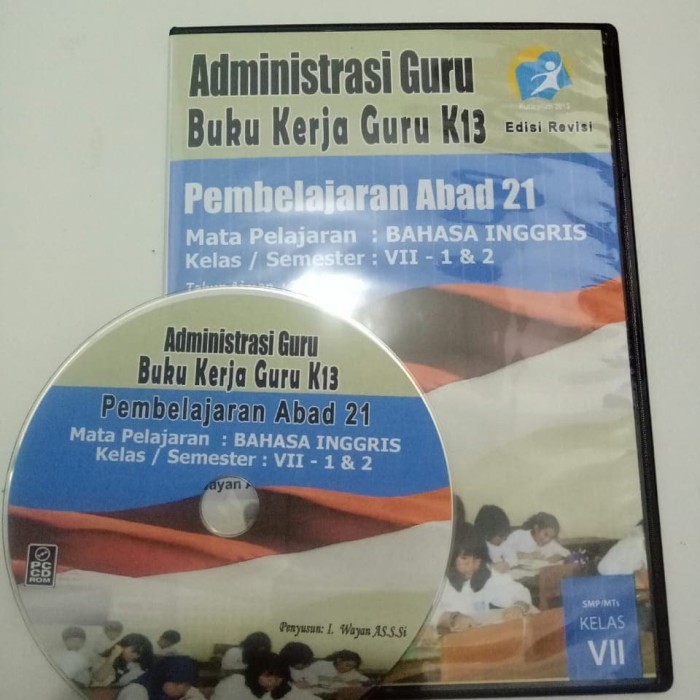 Administrasi Guru
Buku Kerja Guru K13
Kurikulum 2013
Edisi Revisi
Pembelajaran Abad 21
Mata Pelajaran : BAHASA INGGRIS
Kelas / Semester : VII - 1 & 2
SMP/MTs
KELAS
VII
Administrasi Guru
Buku Kerja Guru K13
Pembelajaran Abad 21
Mata Pelajaran : BAHASA INGGRIS
Kelas / Semester : VII - 1 & 2
PC
CD
ROM
Penyusun: I. Wayan AS.S.Si